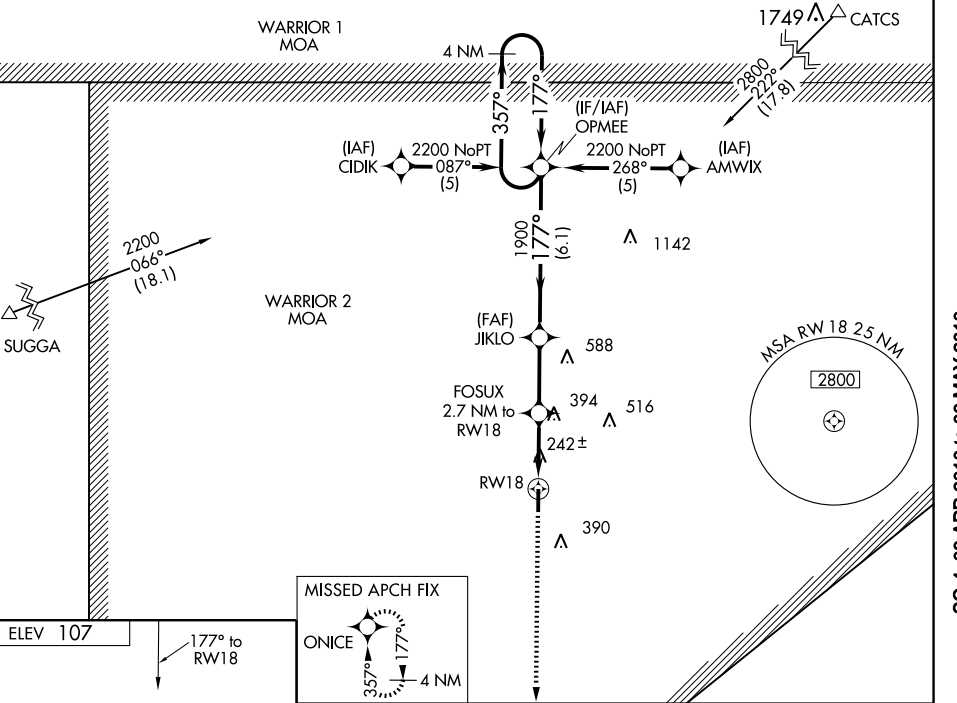 WARRIOR 1
MOA
4 NM
1749
CATCS
2800
222°
(17.8)
357°
177°
(IF/IAF)
OPMEE
(IAF)
CIDIK
2200 NoPT
087°
(5)
2200 NoPT
268°
(5)
(IAF)
AMWIX
1900
177°
(6.1)
1142
2200
066°
(18.1)
SUGGA
WARRIOR 2
MOA
(FAF)
JIKLO
588
MSA RW 18 25 NM
2800
FOSUX
2.7 NM to
RW18
394
516
242±
RW18
390
MISSED APCH FIX
ONICE
177°
357°
4 NM
ELEV 107
177° to
RW18